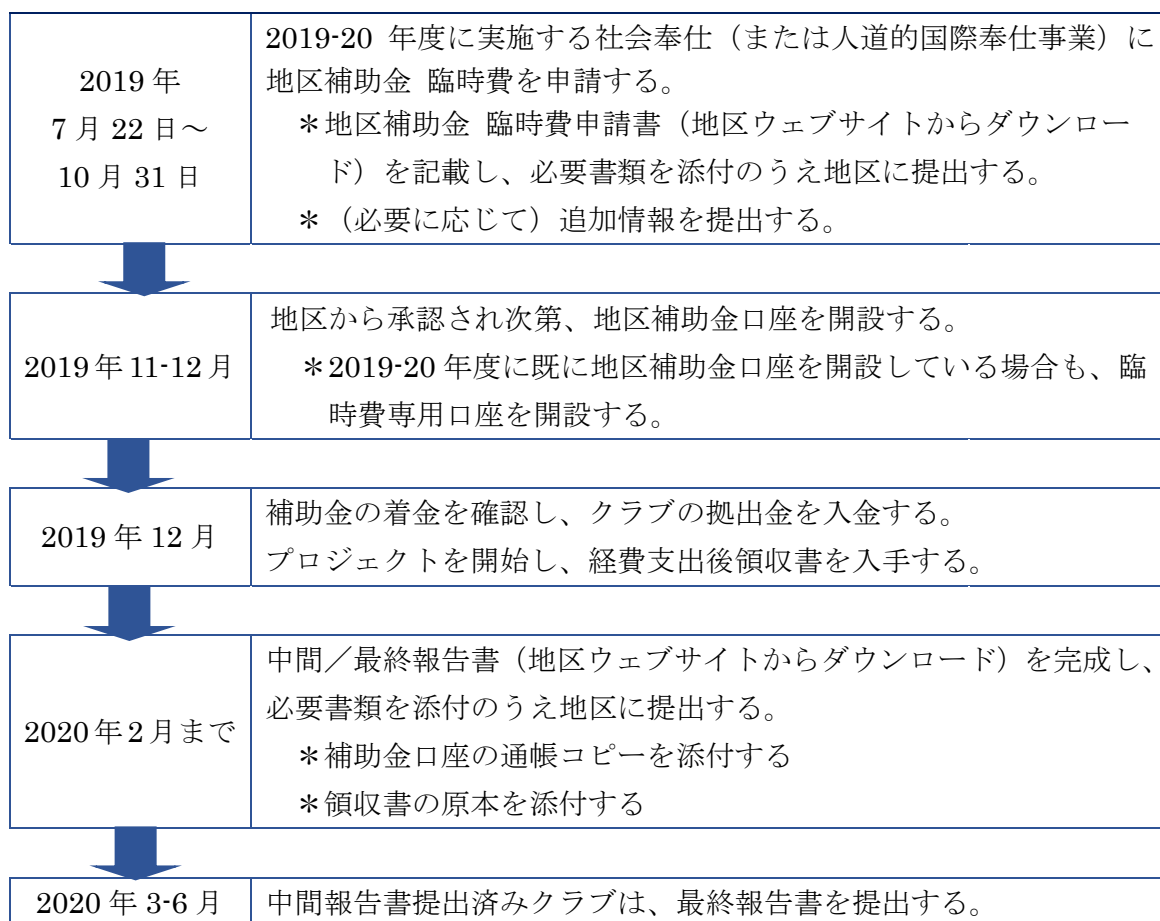 2019年
7月22日～
10月31日
2019-20 年度に実施する社会奉仕（または人道的国際奉仕事業）に
地区補助金 臨時費を申請する。
＊地区補助金 臨時費申請書（地区ウェブサイトからダウンロー
ド）を記載し、必要書類を添付のうえ地区に提出する。
＊（必要に応じて）追加情報を提出する。
2019年11-12月
地区から承認され次第、地区補助金口座を開設する。
＊2019-20 年度に既に地区補助金口座を開設している場合も、臨
時費専用口座を開設する。
2019年12月
補助金の着金を確認し、クラブの拠出金を入金する。
プロジェクトを開始し、経費支出後領収書を入手する。
2020年2月まで
中間／最終報告書（地区ウェブサイトからダウンロード）を完成し、
必要書類を添付のうえ地区に提出する。
＊補助金口座の通帳コピーを添付する
＊領収書の原本を添付する
2020年3-6月
中間報告書提出済みクラブは、最終報告書を提出する。